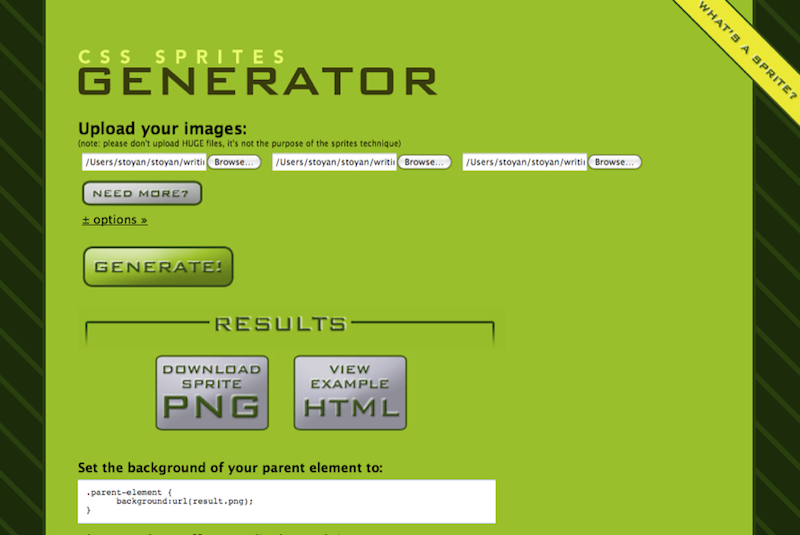 WHAT'S A SPRITE?
CSS SPRITES
GENERATOR
Upload your images:
(note: please don't upload HUGE files, it's not the purpose of the sprites technique)
/Users/stoyan/stoyan/writi Browse... /Users/stoyan/stoyan/writi Browse... /Users/stoyan/stoyan/writi Browse...
NEED MORE?
± options »
GENERATE!
RESULTS
DOWNLOAD SPRITE PNG
VIEW EXAMPLE HTML
Set the background of your parent element to:
.parent-element {
background:url(result.png);
}